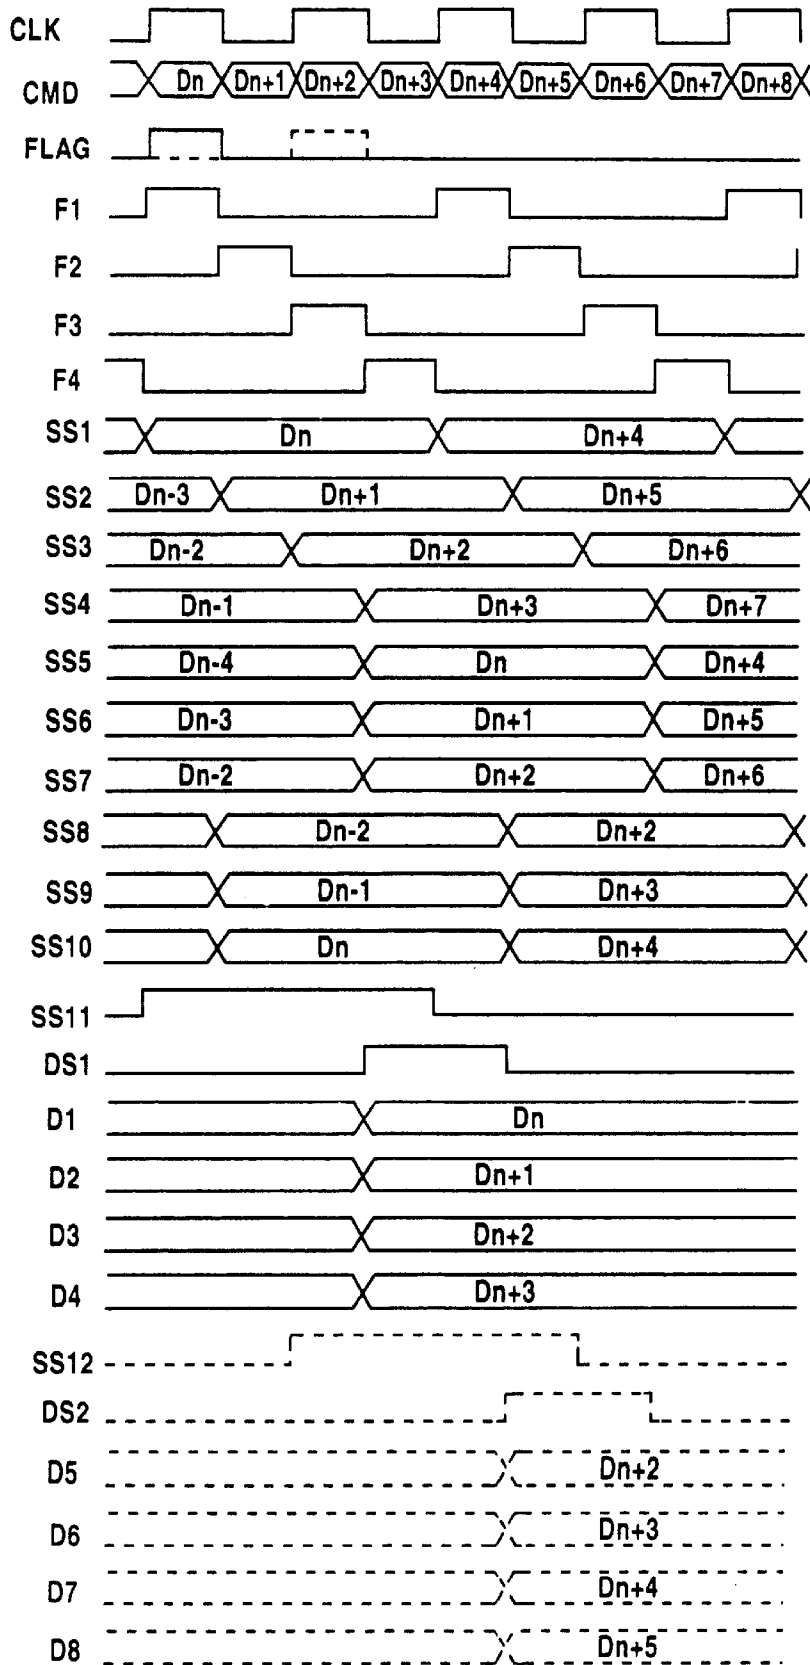 CLK
CMD Dn Dn+1 Dn+2 Dn+3 Dn+4 Dn+5 Dn+6 Dn+7 Dn+8
FLAG
F1
F2
F3
F4
SS1 Dn Dn+4
SS2 Dn-3 Dn+1 Dn+5
SS3 Dn-2 Dn+2 Dn+6
SS4 Dn-1 Dn+3 Dn+7
SS5 Dn-4 Dn Dn+4
SS6 Dn-3 Dn+1 Dn+5
SS7 Dn-2 Dn+2 Dn+6
SS8 Dn-2 Dn+2
SS9 Dn-1 Dn+3
SS10 Dn Dn+4
SS11
DS1
D1 Dn
D2 Dn+1
D3 Dn+2
D4 Dn+3
SS12
DS2
D5 Dn+2
D6 Dn+3
D7 Dn+4
D8 Dn+5